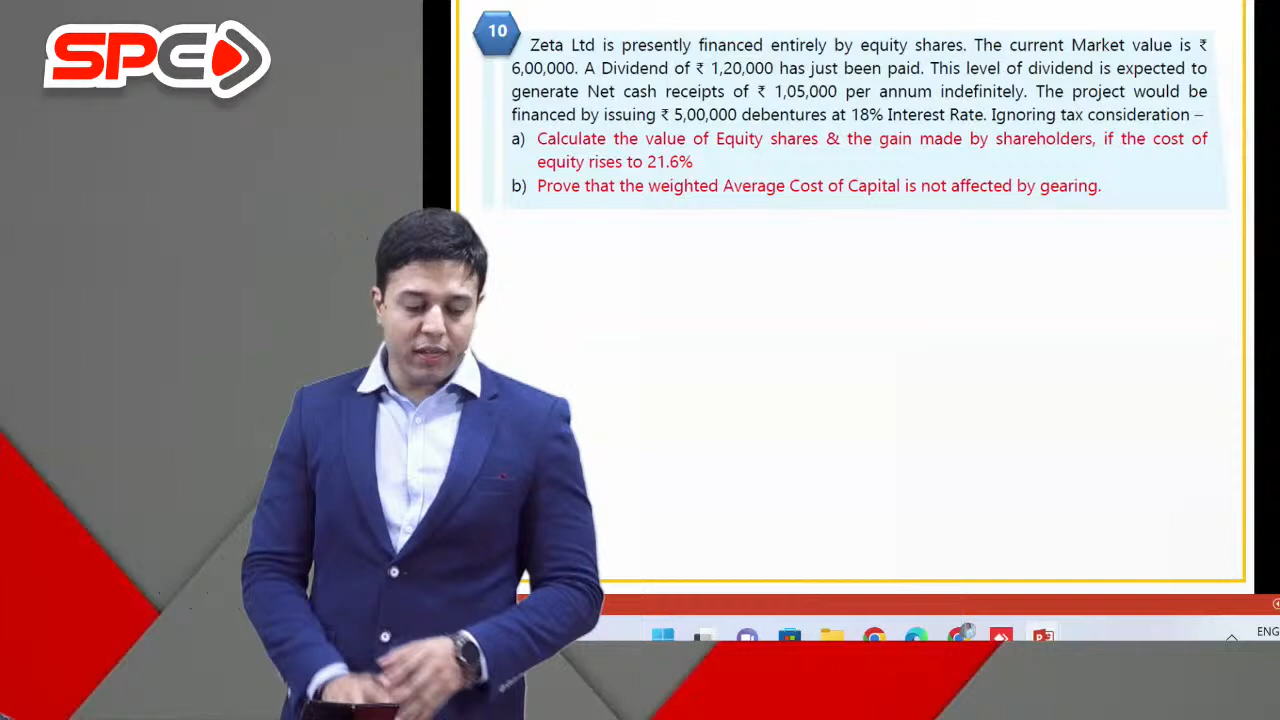 SPC
10
Zeta Ltd is presently financed entirely by equity shares. The current Market value is ₹
6,00,000. A Dividend of ₹ 1,20,000 has just been paid. This level of dividend is expected to
generate Net cash receipts of ₹ 1,05,000 per annum indefinitely. The project would be
financed by issuing ₹ 5,00,000 debentures at 18% Interest Rate. Ignoring tax consideration –
a) Calculate the value of Equity shares & the gain made by shareholders, if the cost of
equity rises to 21.6%
b) Prove that the weighted Average Cost of Capital is not affected by gearing.
ENG